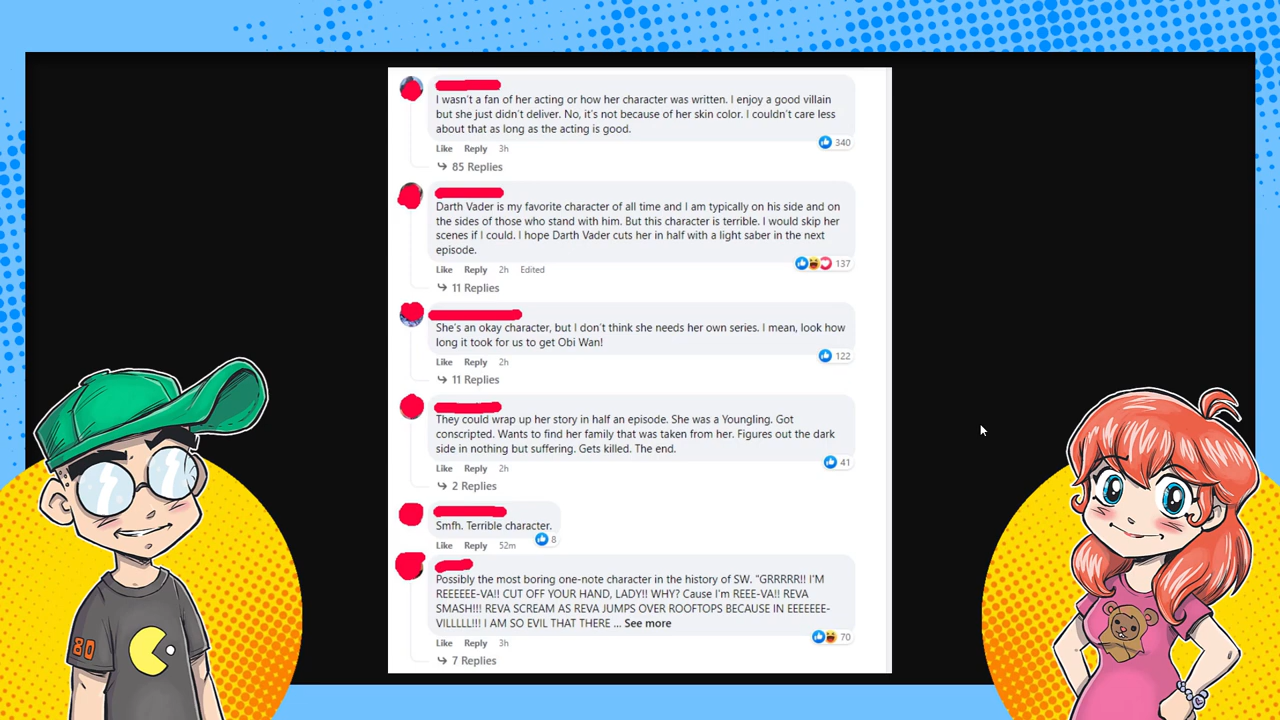 I wasn't a fan of her acting or how her character was written. I enjoy a good villain
but she just didn't deliver. No, it's not because of her skin color. I couldn't care less
about that as long as the acting is good.
340
Like Reply 3h
85 Replies
Darth Vader is my favorite character of all time and I am typically on his side and on
the sides of those who stand with him. But this character is terrible. I would skip her
scenes if I could. I hope Darth Vader cuts her in half with a light saber in the next
episode.
137
Like Reply 2h Edited
11 Replies
She's an okay character, but I don't think she needs her own series. I mean, look how
long it took for us to get Obi Wan!
122
Like Reply 2h
11 Replies
They could wrap up her story in half an episode. She was a Youngling. Got
conscripted. Wants to find her family that was taken from her. Figures out the dark
side in nothing but suffering. Gets killed. The end.
41
Like Reply 2h
2 Replies
Smfh. Terrible character.
8
Like Reply 52m
Possibly the most boring one-note character in the history of SW. "GRRRRR!! I'M
REEEEEE-VA!! CUT OFF YOUR HAND, LADY!! WHY? Cause I'm REEE-VA!! REVA
SMASH!!! REVA SCREAM AS REVA JUMPS OVER ROOFTOPS BECAUSE IN EEEEEEE-
VILLLLL!!! I AM SO EVIL THAT THERE ... See more
70
Like Reply 3h
7 Replies
80